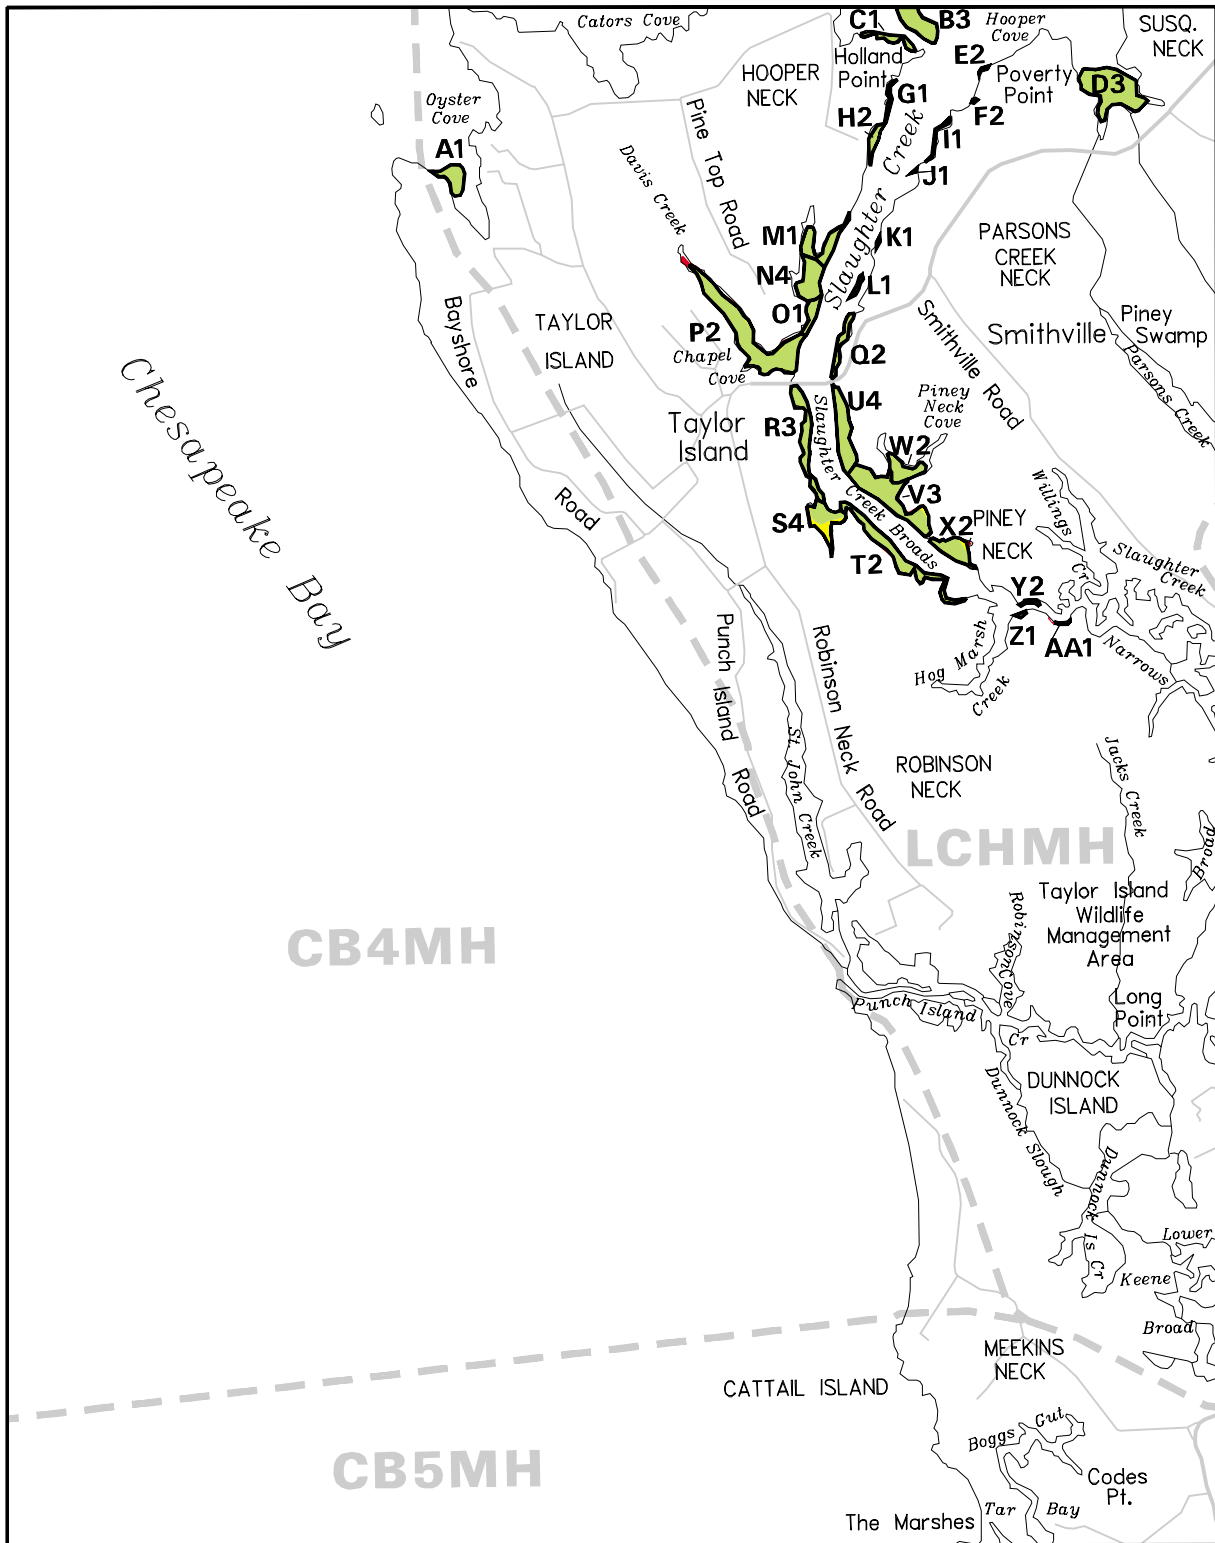 Cators Cove
C1
B3
Hooper
Cove
SUSQ.
NECK
Holland
Point
E2
HOOPER
NECK
Poverty
Point
D3
Oyster
Cove
G1
F2
H2
I1
A1
J1
Pine Top Road
Davis Creek
Slaughter Creek
M1
K1
PARSONS
CREEK
NECK
N4
L1
O1
Bayshore
Road
TAYLOR
ISLAND
P2
Chapel
Cove
Q2
Smithville Road
Smithville
Piney
Swamp
Parsons Creek
Chesapeake Bay
U4
Piney
Neck
Cove
Taylor
Island
R3
Slaughter
Creek Broads
W2
V3
S4
X2
PINEY
NECK
T2
Willings
Cr
Slaughter
Creek
Narrows
Y2
Z1
AA1
Hog Marsh
Creek
Punch Island
Road
Robinson Neck Road
St. John Creek
ROBINSON
NECK
Jacks Creek
LCHMH
Broad
Taylor Island
Wildlife
Management
Area
Robinson Cove
CB4MH
Long
Point
Punch Island
Cr
DUNNOCK
ISLAND
Dunnock Slough
Dunnock
Is Cr
Lower
Keene
Broad
MEEKINS
NECK
CATTAIL ISLAND
Boggs Gut
CB5MH
Codes
Pt.
Tar Bay
The Marshes